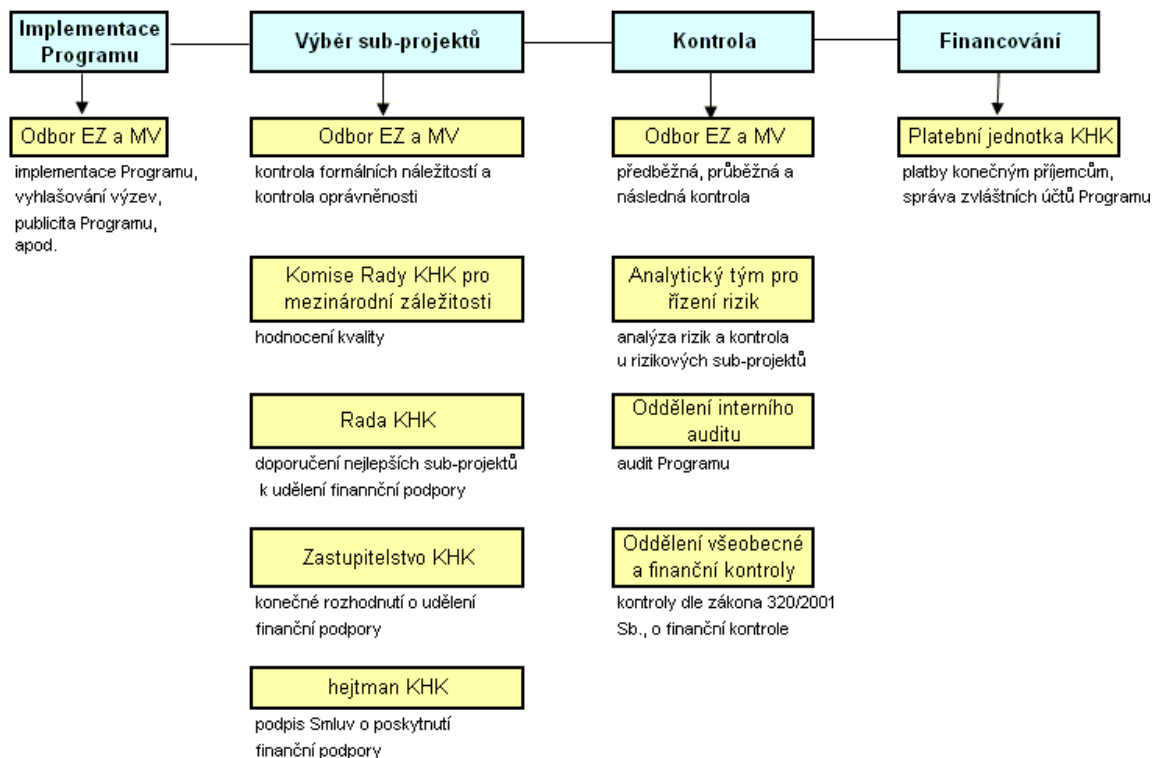 Implementace
Programu
Výběr sub-projektů
Kontrola
Financování
Odbor EZ a MV
implementace Programu,
vyhlašování výzev,
publicita Programu,
apod.
Odbor EZ a MV
kontrola formálních náležitostí a
kontrola oprávněnosti
Komise Rady KHK pro
mezinárodní záležitosti
hodnocení kvality
Rada KHK
doporučení nejlepších sub-projektů
k udělení finannční podpory
Zastupitelstvo KHK
konečné rozhodnutí o udělení
finanční podpory
hejtman KHK
podpis Smluv o poskytnutí
finanční podpory
Odbor EZ a MV
předběžná, průběžná a
následná kontrola
Analytický tým pro
řízení rizik
analýza rizik a kontrola
u rizikových sub-projektů
Oddělení interního
auditu
audit Programu
Oddělení všeobecné
a finanční kontroly
kontroly dle zákona 320/2001
Sb., o finanční kontrole
Platební jednotka KHK
platby konečným příjemcům,
správa zvláštních účtů Programu